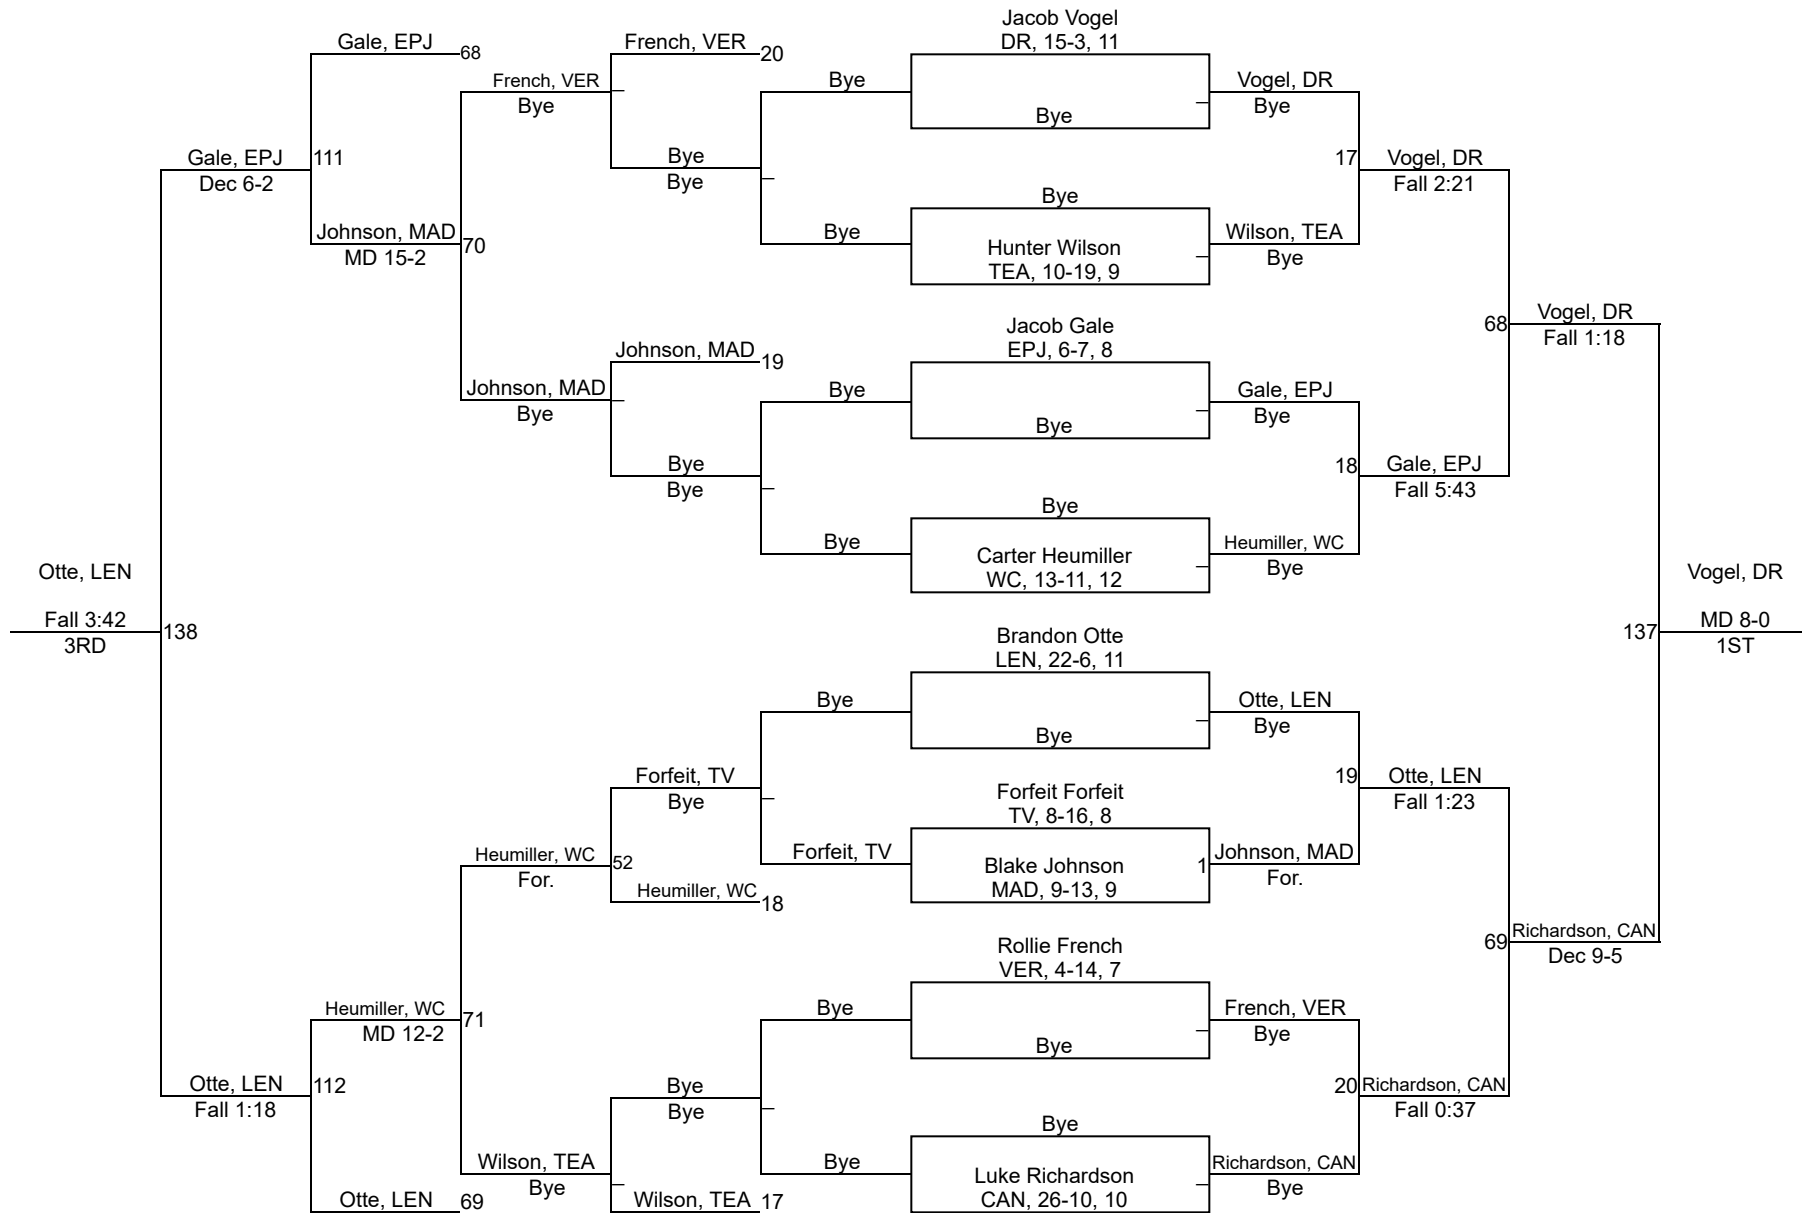 Jacob Vogel
DR, 15-3, 11
Gale, EPJ
68
French, VER
20
French, VER
Bye
Bye
Bye
Vogel, DR
Bye
Bye
Bye
Gale, EPJ
Dec 6-2
111
17
Vogel, DR
Fall 2:21
Bye
Johnson, MAD
MD 15-2
70
Bye
Hunter Wilson
TEA, 10-19, 9
Wilson, TEA
Bye
Jacob Gale
EPJ, 6-7, 8
68
Vogel, DR
Fall 1:18
Johnson, MAD
19
Johnson, MAD
Bye
Bye
Bye
Gale, EPJ
Bye
Bye
Bye
18
Gale, EPJ
Fall 5:43
Bye
Bye
Carter Heumiller
WC, 13-11, 12
Heumiller, WC
Bye
Otte, LEN
Fall 3:42
3RD
138
Vogel, DR
MD 8-0
1ST
137
Brandon Otte
LEN, 22-6, 11
Bye
Bye
Otte, LEN
Bye
Forfeit, TV
Bye
Forfeit Forfeit
TV, 8-16, 8
19
Otte, LEN
Fall 1:23
Heumiller, WC
For.
52
Forfeit, TV
Blake Johnson
MAD, 9-13, 9
1
Johnson, MAD
For.
Heumiller, WC
18
69
Richardson, CAN
Dec 9-5
Rollie French
VER, 4-14, 7
Heumiller, WC
MD 12-2
71
Bye
Bye
French, VER
Bye
Otte, LEN
Fall 1:18
112
Bye
Bye
20
Richardson, CAN
Fall 0:37
Bye
Wilson, TEA
Bye
Bye
Luke Richardson
CAN, 26-10, 10
Richardson, CAN
Bye
Otte, LEN
69
Wilson, TEA
17